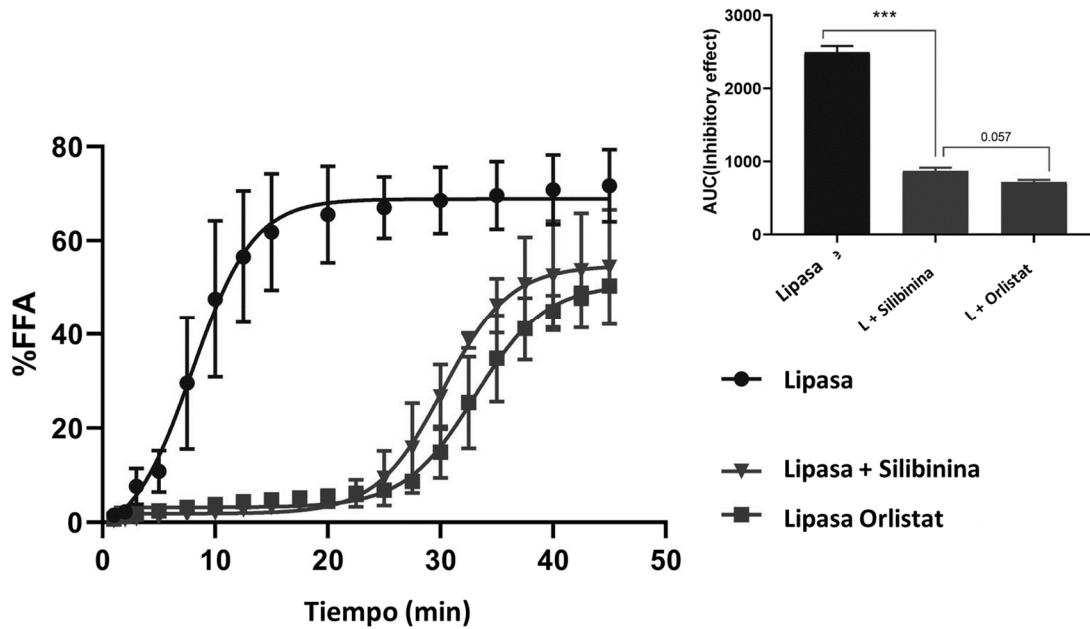 3000
***
2000
0.057
1000
0
AUC(Inhibitory effect)
Lipasa
L + Silibinina
L + Orlistat
80
60
40
20
0
%FFA
0 10 20 30 40 50
Tiempo (min)
Lipasa
Lipasa + Silibinina
Lipasa Orlistat